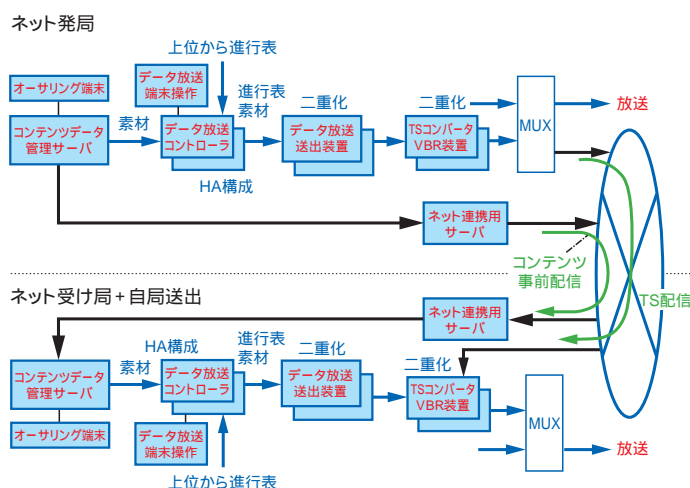 ネット発局
上位から進行表
オーサリング端末
データ放送
端末操作
進行表
素材
二重化
二重化
放送
コンテンツデータ
管理サーバ
素材
データ放送
コントローラ
データ放送
送出装置
TSコンバータ
VBR装置
MUX
HA構成
ネット連携用
サーバ
コンテンツ
事前配信
TS配信
ネット受け局+自局送出
ネット連携用
サーバ
HA構成
進行表
素材
二重化
二重化
コンテンツデータ
管理サーバ
素材
データ放送
コントローラ
データ放送
送出装置
TSコンバータ
VBR装置
MUX
オーサリング端末
データ放送
端末操作
放送
上位から進行表